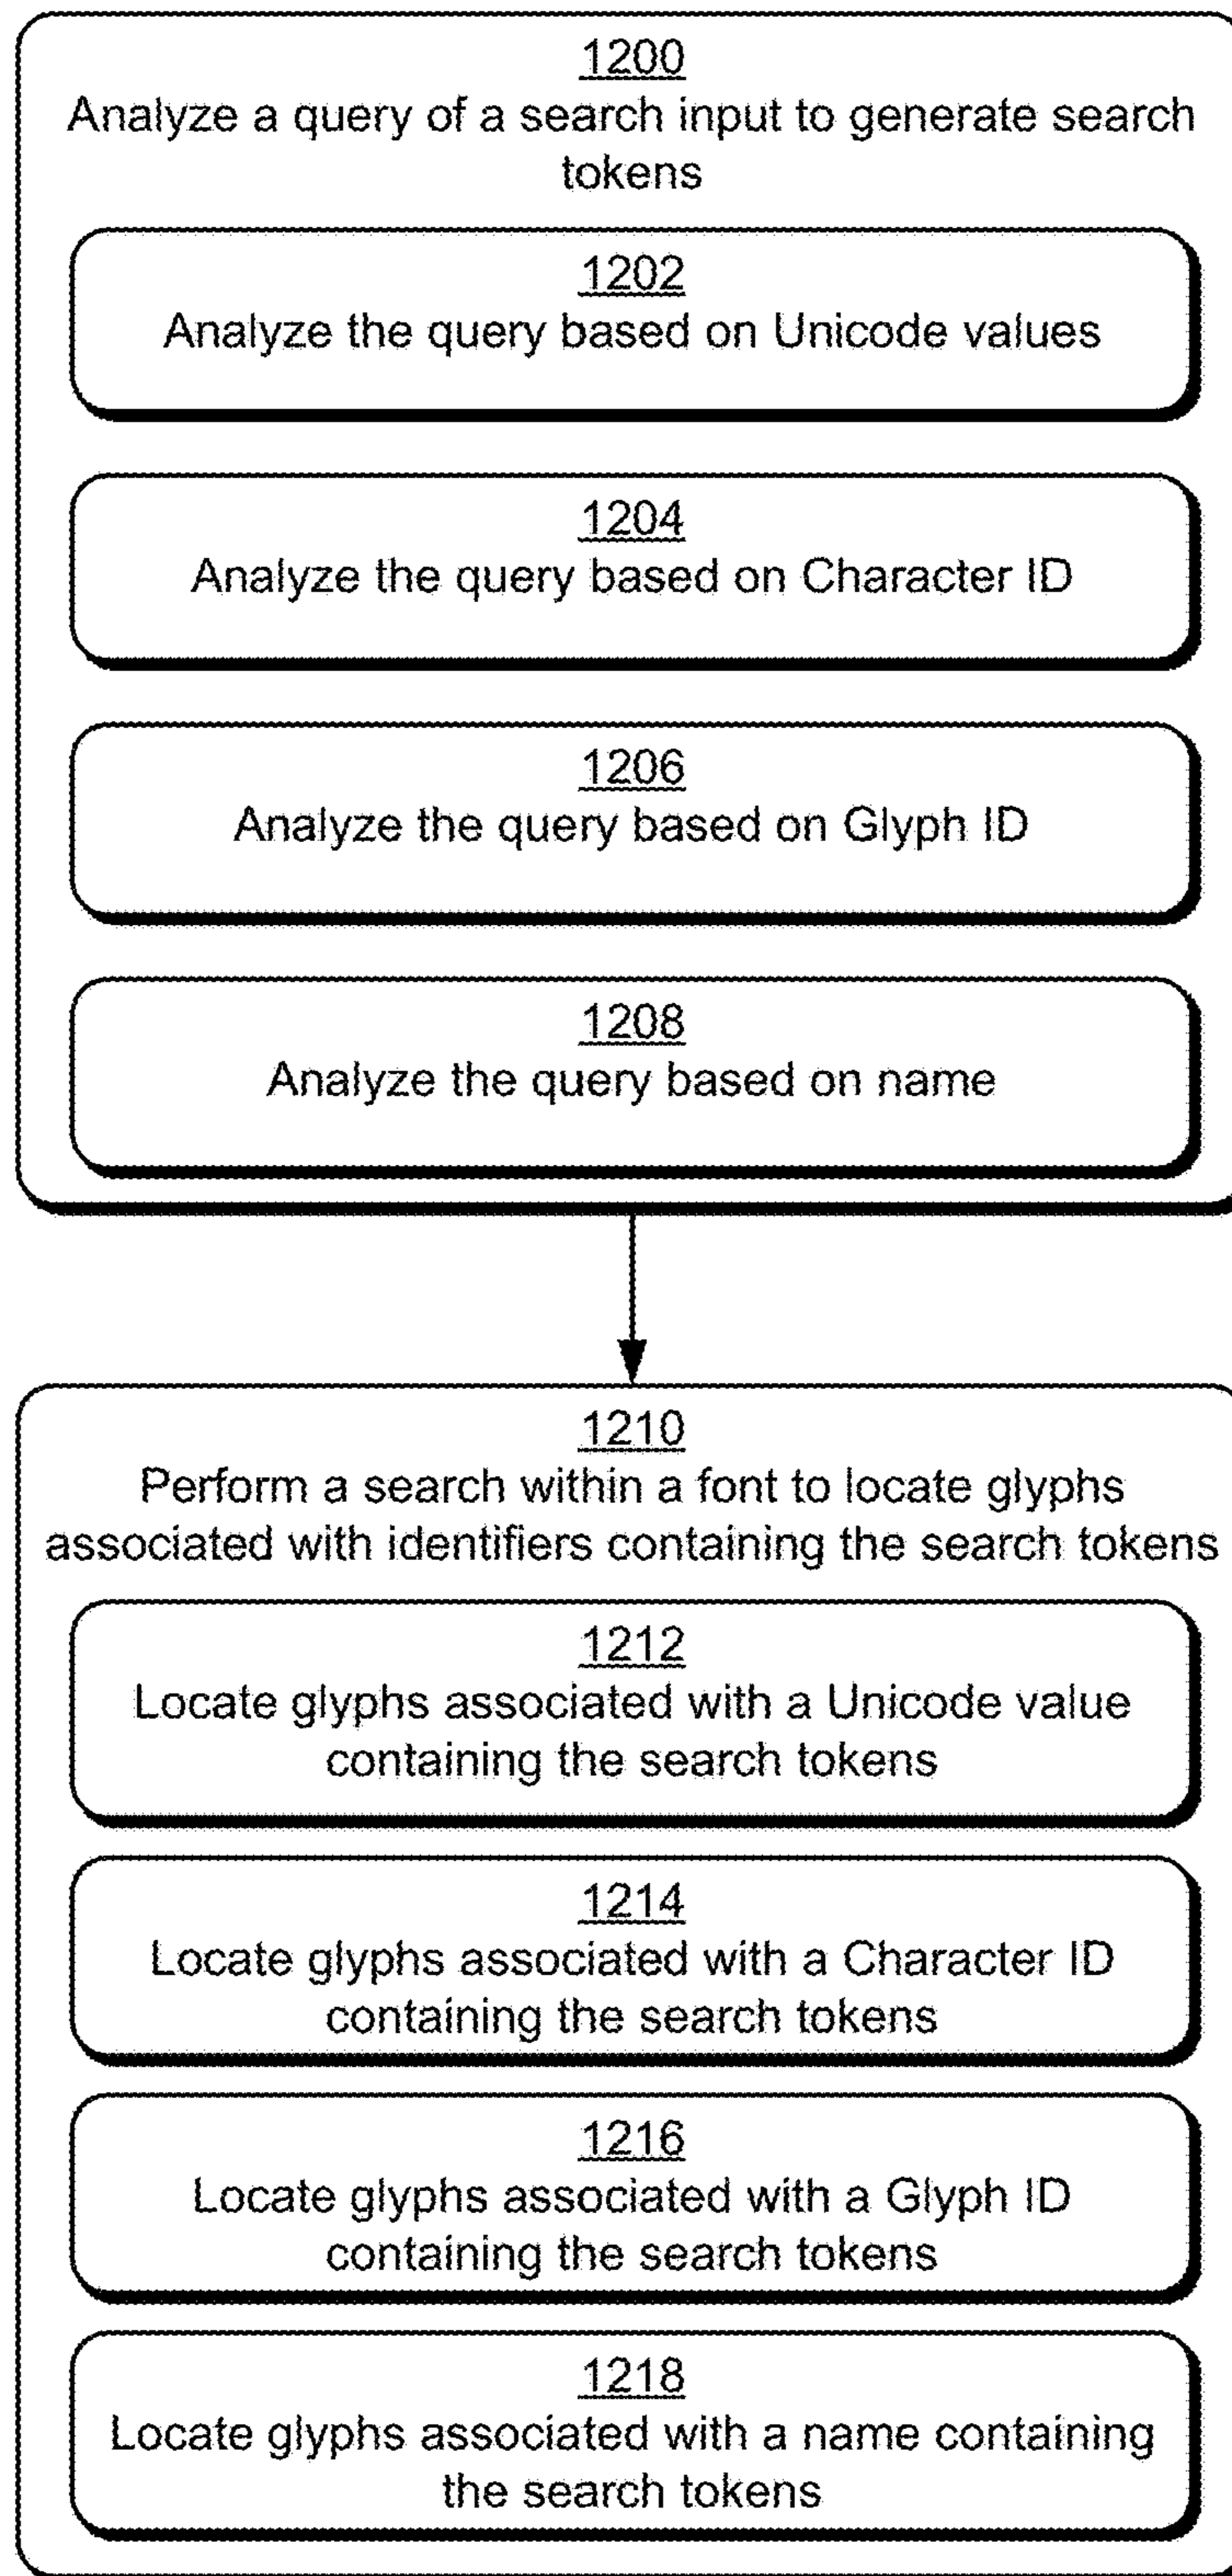 1200
Analyze a query of a search input to generate search
tokens
1202
Analyze the query based on Unicode values
1204
Analyze the query based on Character ID
1206
Analyze the query based on Glyph ID
1208
Analyze the query based on name
1210
Perform a search within a font to locate glyphs
associated with identifiers containing the search tokens
1212
Locate glyphs associated with a Unicode value
containing the search tokens
1214
Locate glyphs associated with a Character ID
containing the search tokens
1216
Locate glyphs associated with a Glyph ID
containing the search tokens
1218
Locate glyphs associated with a name containing
the search tokens